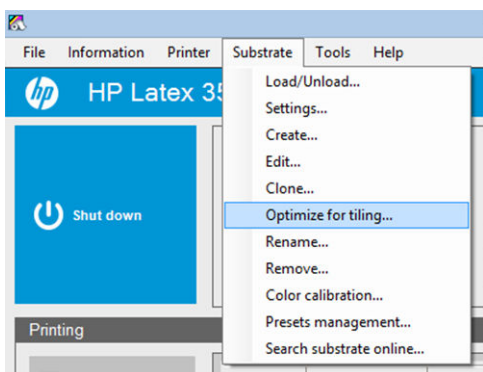 File Information Printer Substrate Tools Help
hp HP Latex 35
Load/Unload...
Settings...
Create...
Edit...
Clone...
Shut down
Optimize for tiling...
Rename...
Remove...
Color calibration...
Printing
Presets management...
Search substrate online...